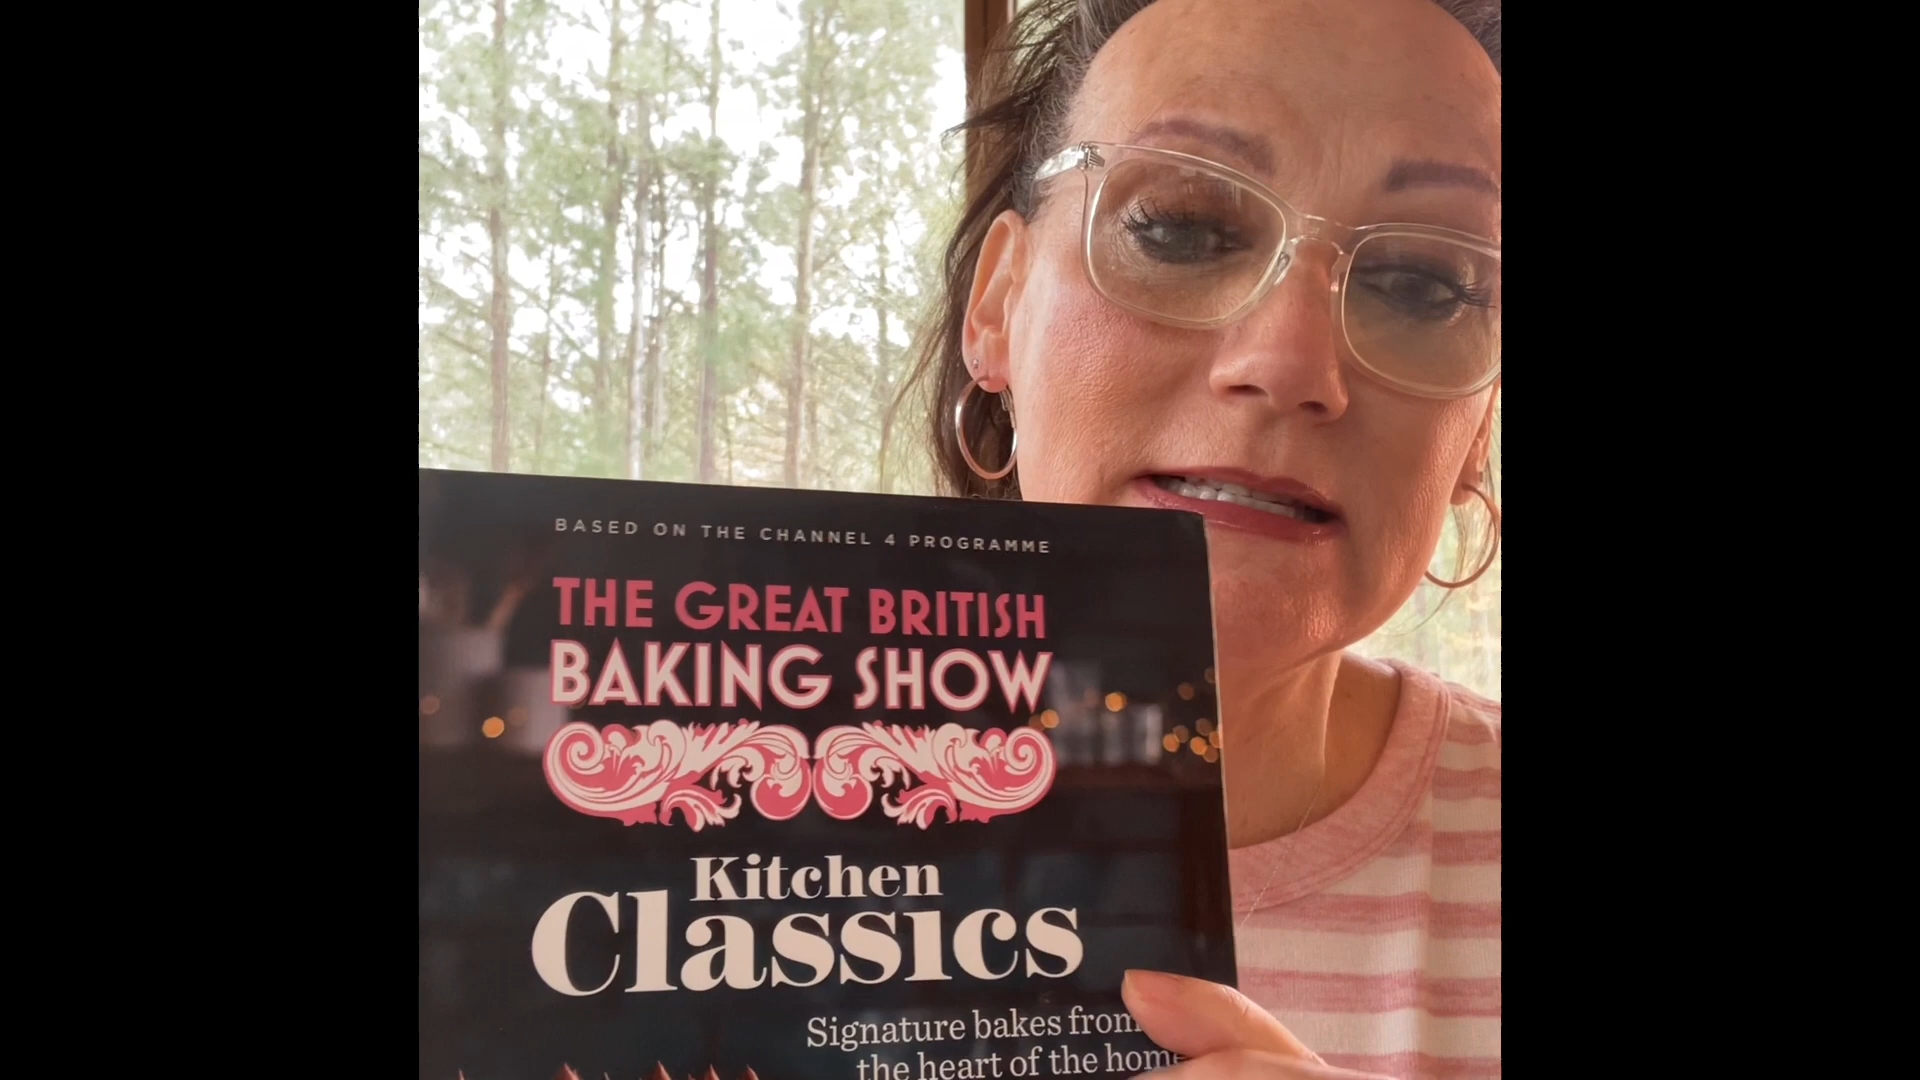 BASED ON THE CHANNEL 4 PROGRAMME
THE GREAT BRITISH
BAKING SHOW
Kitchen
Classics
Signature bakes from
the heart of the home